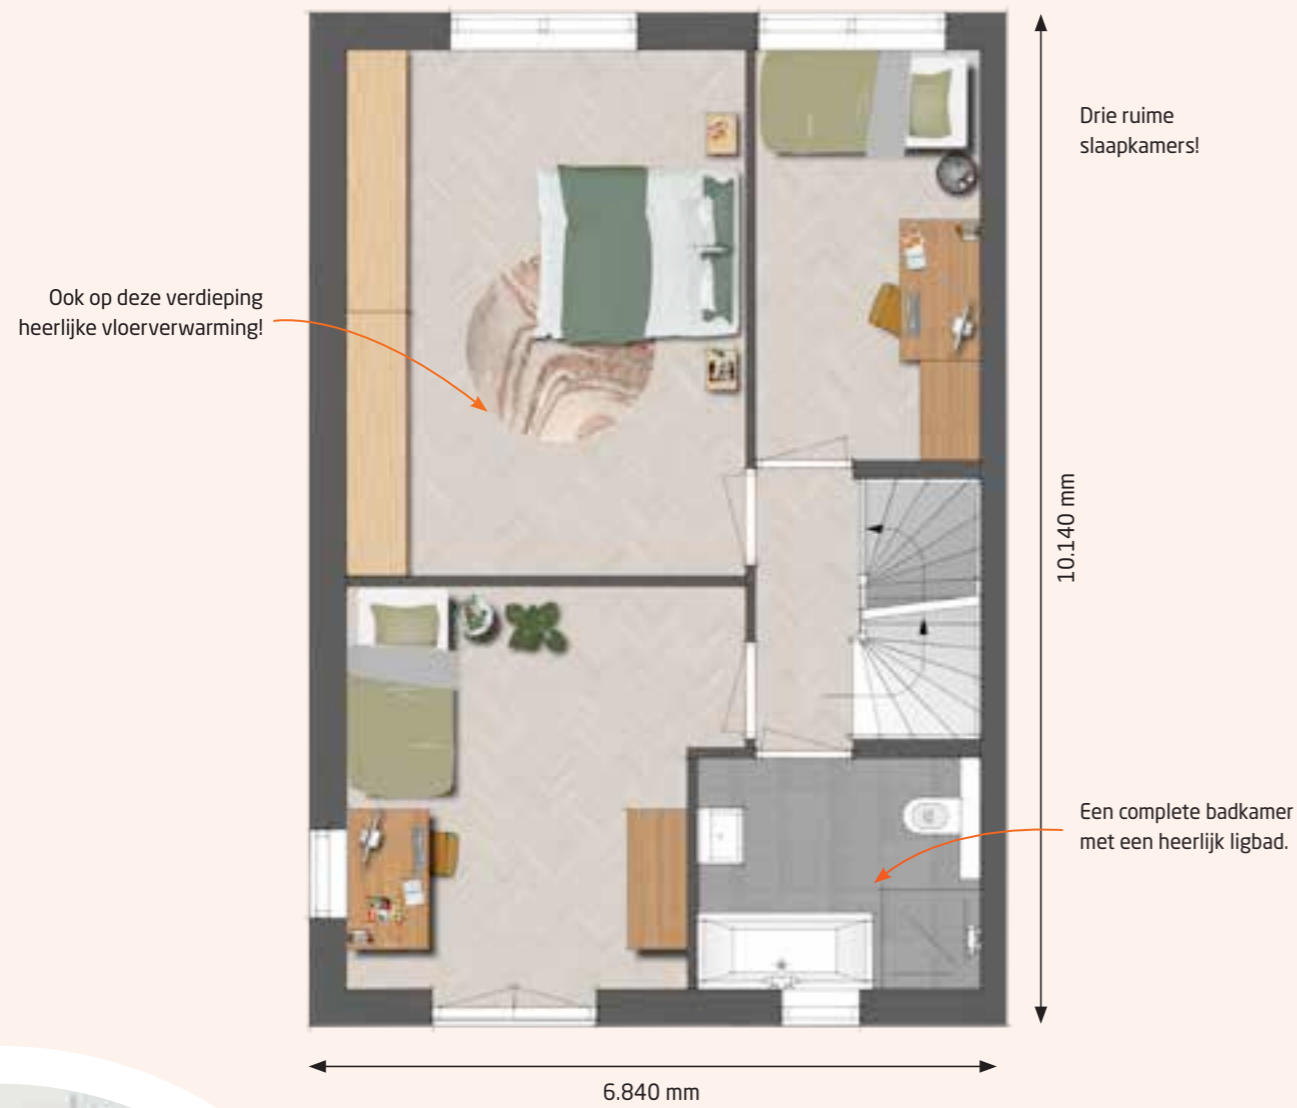 Drie ruime
slaapkamers!
Ook op deze verdieping
heerlijke vloerverwarming!
10.140 mm
Een complete badkamer
met een heerlijk ligbad.
6.840 mm